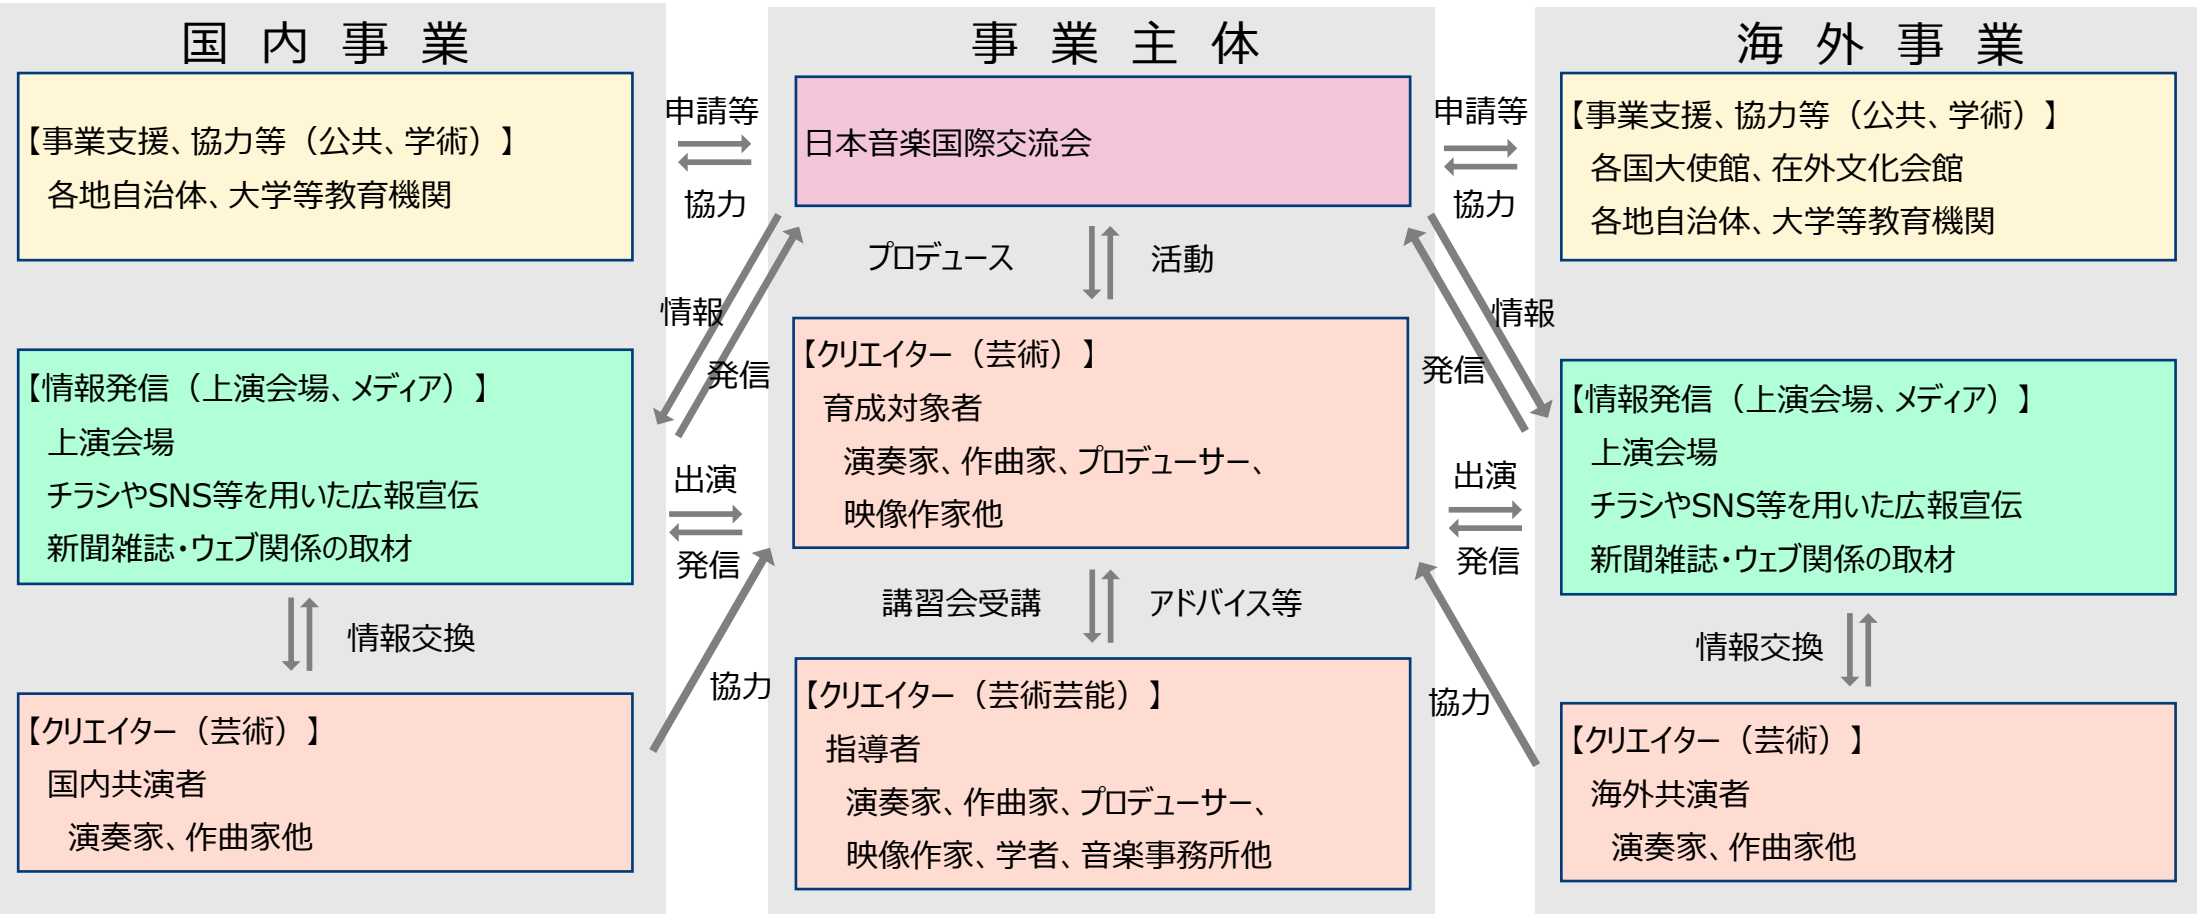 国内事業
【事業支援、協力等（公共、学術）】
各地自治体、大学等教育機関
【情報発信（上演会場、メディア）】
上演会場
チラシやSNS等を用いた広報宣伝
新聞雑誌・ウェブ関係の取材
情報交換
【クリエイター（芸術）】
国内共演者
演奏家、作曲家他
申請等
協力
情報
発信
出演
発信
協力
事業主体
日本音楽国際交流会
プロデュース
活動
【クリエイター（芸術）】
育成対象者
演奏家、作曲家、プロデューサー、
映像作家他
講習会受講
アドバイス等
【クリエイター（芸術芸能）】
指導者
演奏家、作曲家、プロデューサー、
映像作家、学者、音楽事務所他
申請等
協力
情報
発信
出演
発信
協力
海外事業
【事業支援、協力等（公共、学術）】
各国大使館、在外文化会館
各地自治体、大学等教育機関
【情報発信（上演会場、メディア）】
上演会場
チラシやSNS等を用いた広報宣伝
新聞雑誌・ウェブ関係の取材
情報交換
【クリエイター（芸術）】
海外共演者
演奏家、作曲家他